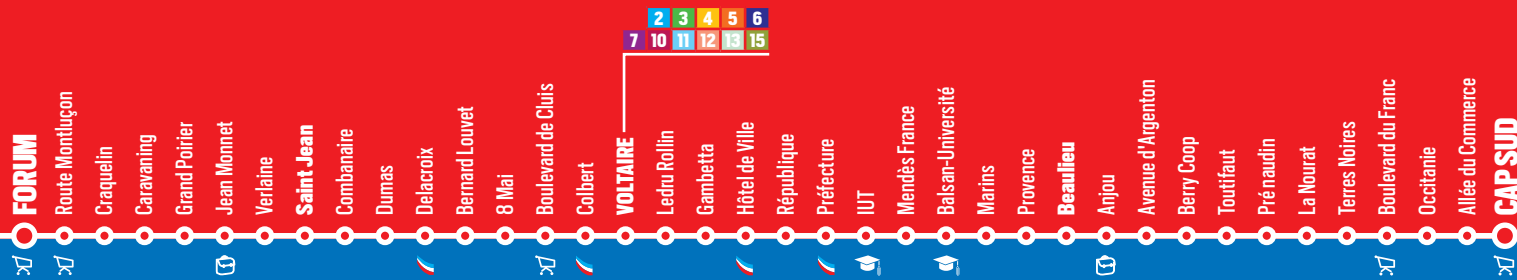 2 3 4 5 6
7 10 11 12 13 15
FORUM
Route Montluçon
Craquelin
Caravaning
Grand Poirier
Jean Monnet
Verlaine
Saint Jean
Combanaire
Dumas
Delacroix
Bernard Louvet
8 Mai
Boulevard de Cluis
Colbert
VOLTAIRE
Ledru Rollin
Gambetta
Hôtel de Ville
République
Préfecture
IUT
Mendès France
Balsan-Université
Marins
Provence
Beaulieu
Anjou
Avenue d'Argenton
Berry Coop
Toutifaut
Pré naudin
La Nourat
Terres Noires
Boulevard du Franc
Occitanie
Allée du Commerce
CAP SUD